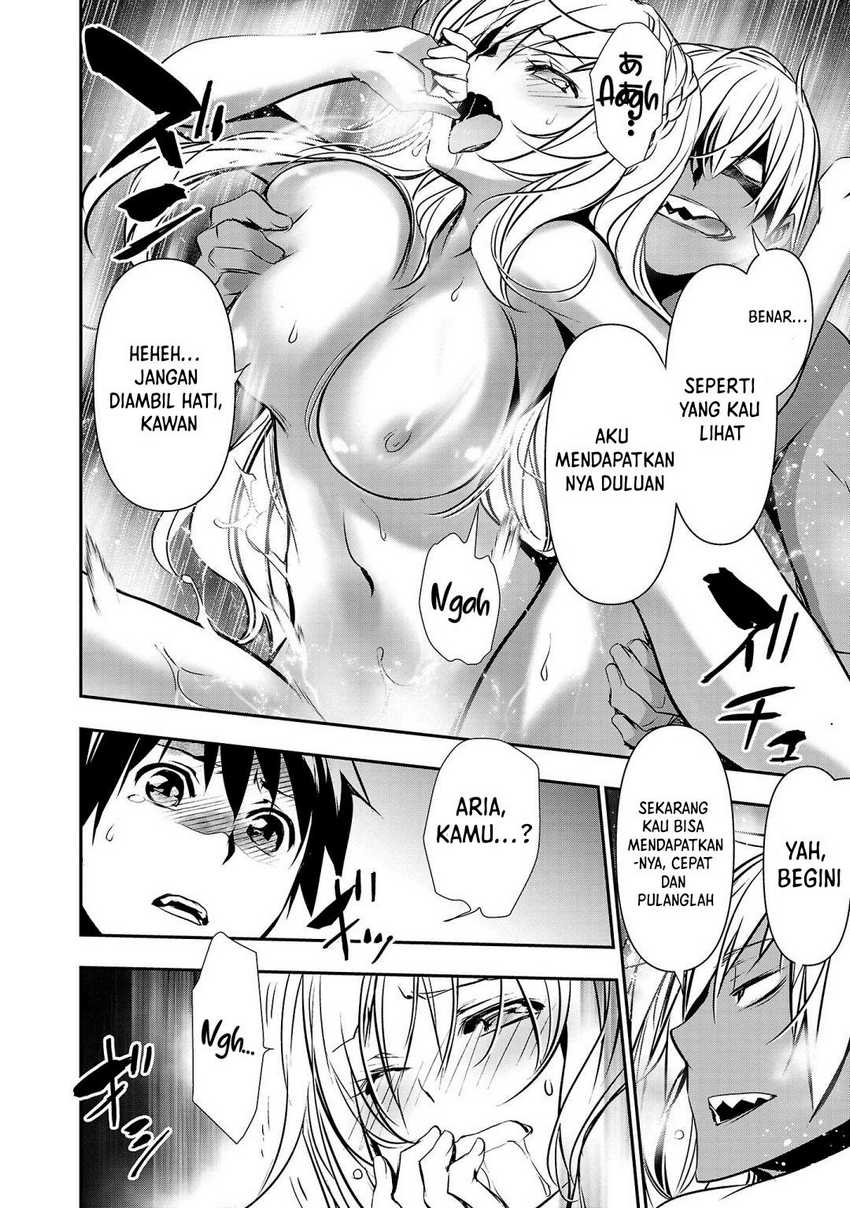 あ
あ
Aagh
…
BENAR...
SEPERTI
YANG KAU
LIHAT
AKU
MENDAPATKAN
NYA DULUAN
HEHEH...
JANGAN
DIAMBIL HATI,
KAWAN
Ngah
YAH,
BEGINI
SEKARANG
KAU BISA
MENDAPATKAN
-NYA, CEPAT
DAN
PULANGLAH
ARIA,
KAMU...?
Ngh...